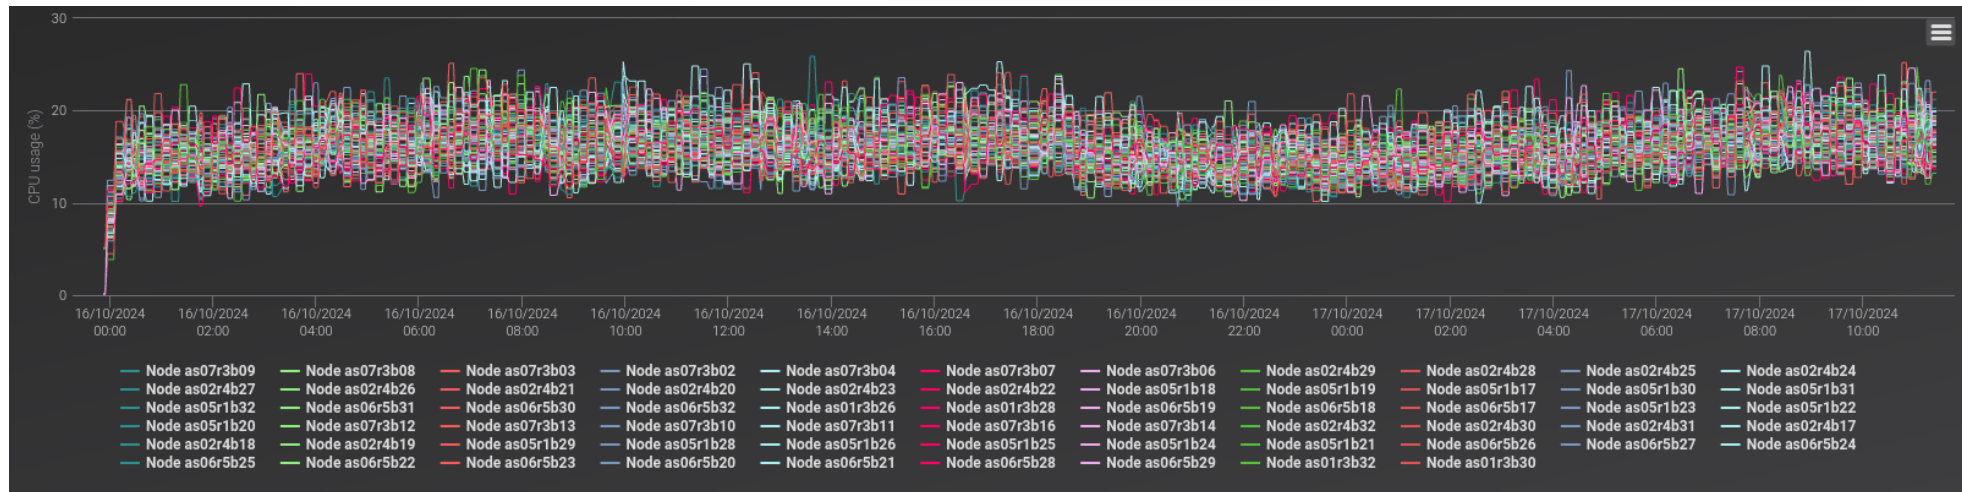 30
20
10
0
CPU usage (%)
16/10/2024 16/10/2024 16/10/2024 16/10/2024 16/10/2024 16/10/2024 16/10/2024 16/10/2024 16/10/2024 16/10/2024 16/10/2024 16/10/2024 17/10/2024 17/10/2024 17/10/2024 17/10/2024 17/10/2024 17/10/2024
00:00 02:00 04:00 06:00 08:00 10:00 12:00 14:00 16:00 18:00 20:00 22:00 00:00 02:00 04:00 06:00 08:00 10:00
Node as07r3b09 Node as07r3b08 Node as07r3b03 Node as07r3b02 Node as07r3b04 Node as07r3b07 Node as07r3b06 Node as02r4b29 Node as02r4b28 Node as02r4b25 Node as02r4b24
Node as02r4b27 Node as02r4b26 Node as02r4b21 Node as02r4b20 Node as02r4b23 Node as02r4b22 Node as05r1b18 Node as05r1b19 Node as05r1b17 Node as05r1b30 Node as05r1b31
Node as05r1b32 Node as06r5b31 Node as06r5b30 Node as06r5b32 Node as01r3b26 Node as01r3b28 Node as06r5b19 Node as06r5b18 Node as06r5b17 Node as05r1b23 Node as05r1b22
Node as05r1b20 Node as07r3b12 Node as07r3b13 Node as07r3b10 Node as07r3b11 Node as07r3b16 Node as07r3b14 Node as02r4b32 Node as02r4b30 Node as02r4b31 Node as02r4b17
Node as02r4b18 Node as02r4b19 Node as05r1b29 Node as05r1b28 Node as05r1b26 Node as05r1b25 Node as05r1b24 Node as05r1b21 Node as06r5b26 Node as06r5b27 Node as06r5b24
Node as06r5b25 Node as06r5b22 Node as06r5b23 Node as06r5b20 Node as06r5b21 Node as06r5b28 Node as06r5b29 Node as01r3b32 Node as01r3b30